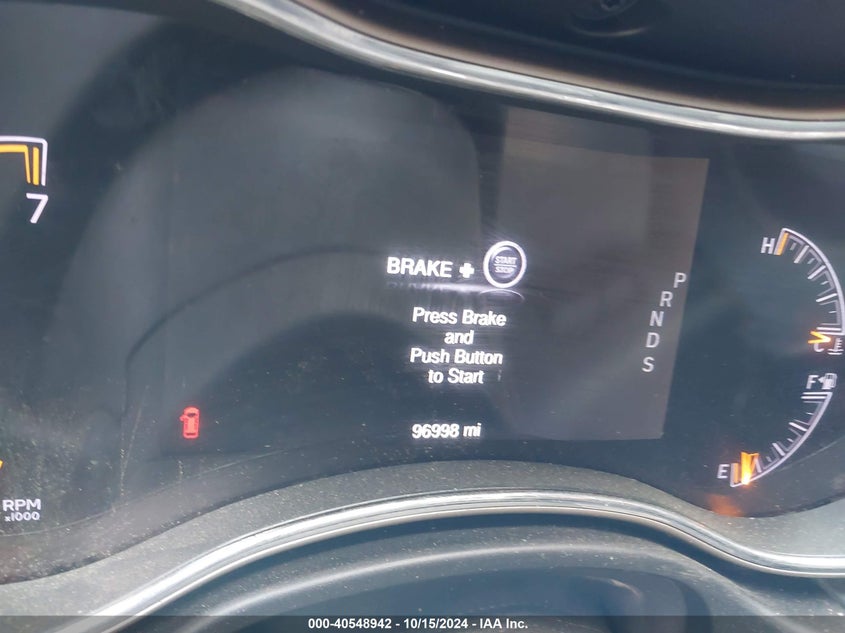 7
BRAKE + START
STOP
Press Brake
and
Push Button
to Start
96998 mi
P
R
N
D
S
H
C
F
E
RPM
x1000
000-40548942 - 10/15/2024 - IAA Inc.